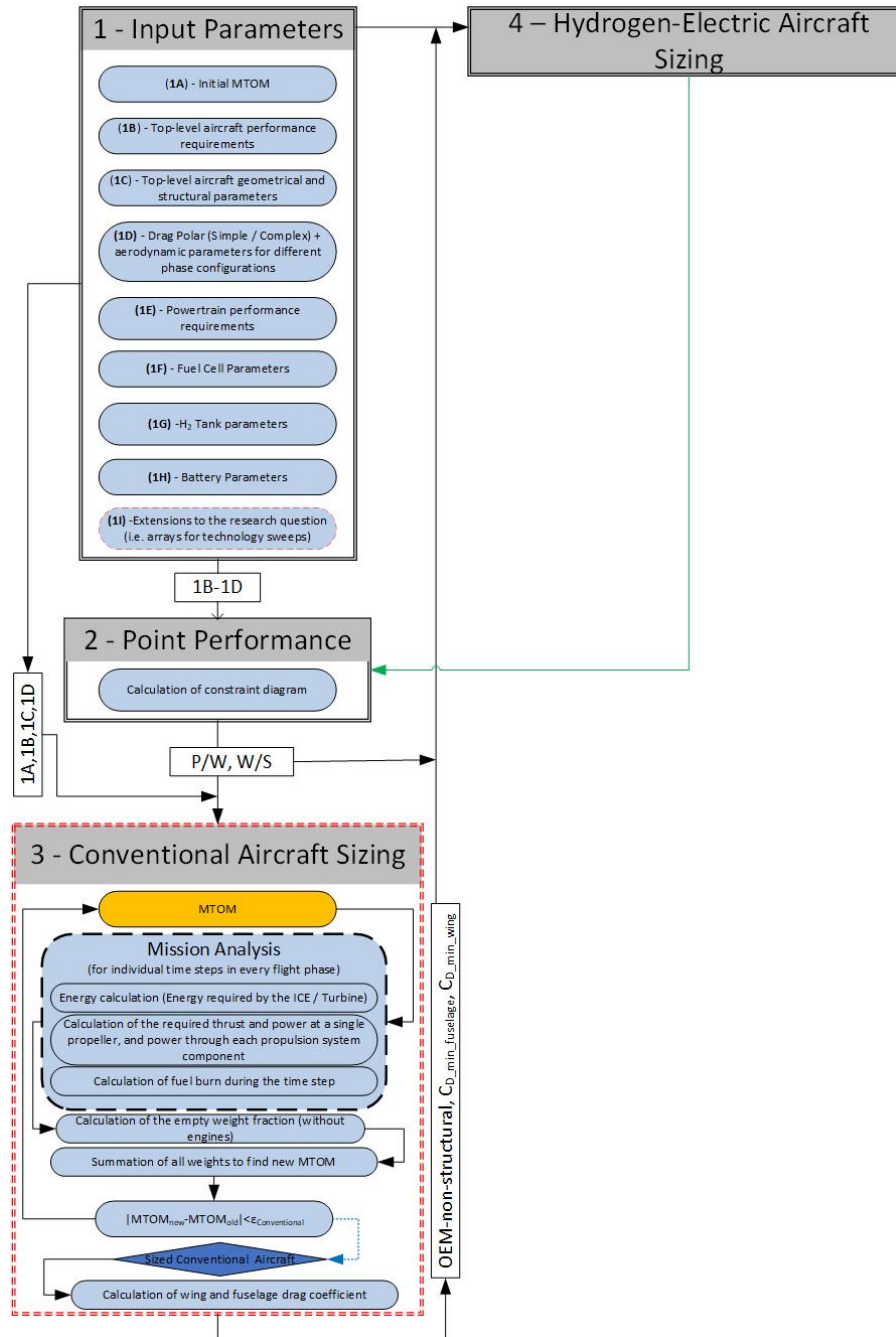 1 - Input Parameters
(1A) - Initial MTOM
(1B) - Top-level aircraft performance
requirements
(1C) - Top-level aircraft geometrical and
structural parameters
(1D) - Drag Polar (Simple / Complex) +
aerodynamic parameters for different
phase configurations
(1E) - Powertrain performance
requirements
(1F) - Fuel Cell Parameters
(1G) -H₂ Tank parameters
(1H) - Battery Parameters
(1I) -Extensions to the research question
(i.e. arrays for technology sweeps)
4 – Hydrogen-Electric Aircraft
Sizing
1B-1D
2 - Point Performance
Calculation of constraint diagram
1A,1B,1C,1D
P/W, W/S
3 - Conventional Aircraft Sizing
MTOM
Mission Analysis
(for individual time steps in every flight phase)
Energy calculation (Energy required by the ICE / Turbine)
Calculation of the required thrust and power at a single
propeller, and power through each propulsion system
component
Calculation of fuel burn during the time step
Calculation of the empty weight fraction (without
engines)
Summation of all weights to find new MTOM
|MTOM_new-MTOM_old|<ε_Conventional
Sized Conventional Aircraft
Calculation of wing and fuselage drag coefficient
OEM-non-structural, C_D_min_fuselage, C_D_min_wing